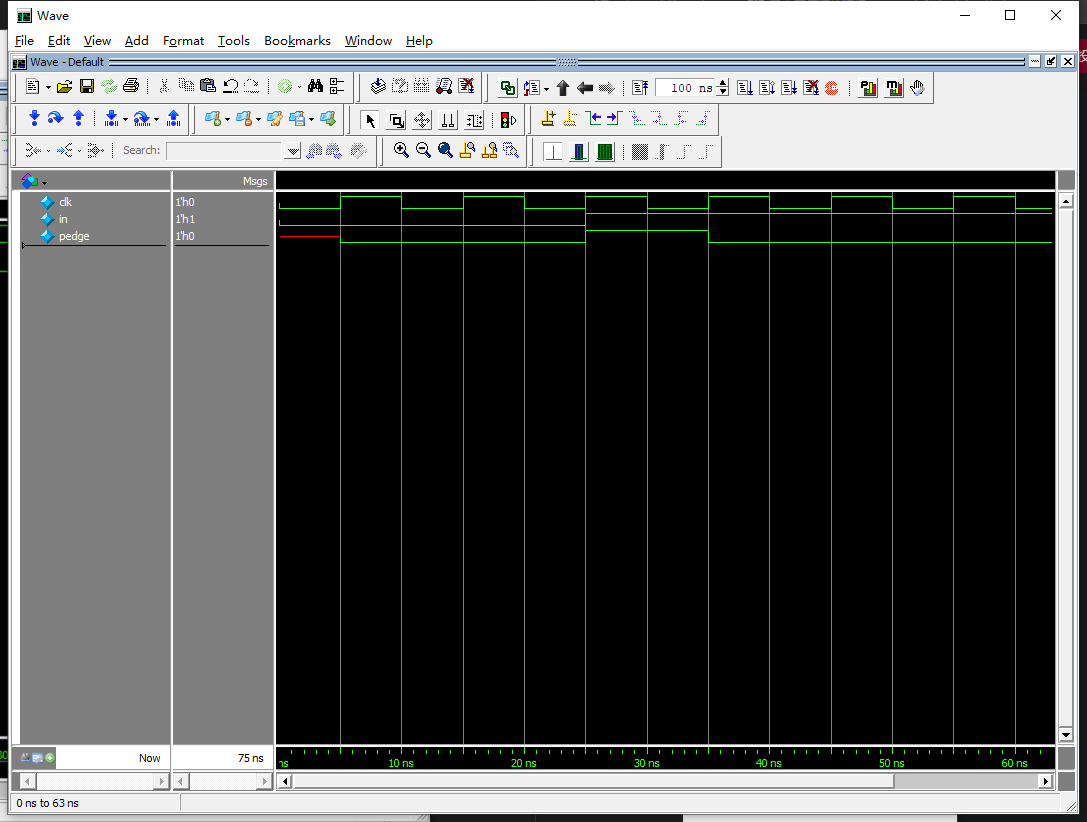 Wave
File Edit View Add Format Tools Bookmarks Window Help
Wave - Default
100 ns
Search:
Msgs
clk 1'h0
in 1'h1
pedge 1'h0
Now 75 ns
ns 10 ns 20 ns 30 ns 40 ns 50 ns 60 ns
0 ns to 63 ns